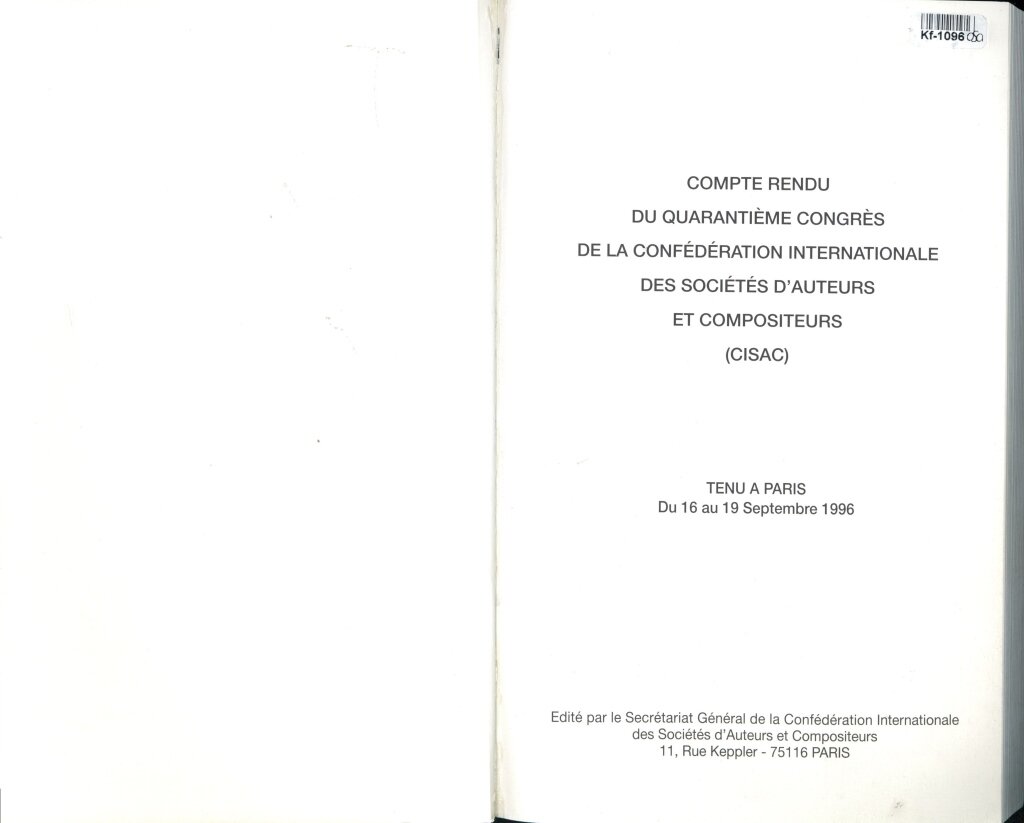 Kf-1096
COMPTE RENDU
DU QUARANTIÈME CONGRÈS
DE LA CONFÉDÉRATION INTERNATIONALE
DES SOCIÉTÉS D'AUTEURS
ET COMPOSITEURS
(CISAC)
TENU A PARIS
Du 16 au 19 Septembre 1996
Edité par le Secrétariat Général de la Confédération Internationale
des Sociétés d'Auteurs et Compositeurs
11, Rue Keppler - 75116 PARIS